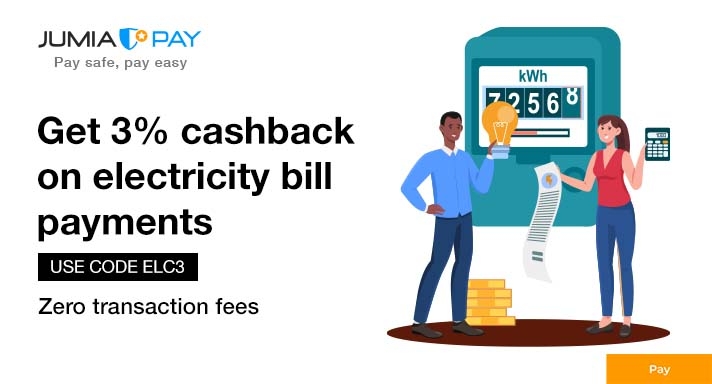 JUMIA PAY
Pay safe, pay easy
Get 3% cashback
on electricity bill
payments
USE CODE ELC3
Zero transaction fees
kWh
72568
Pay